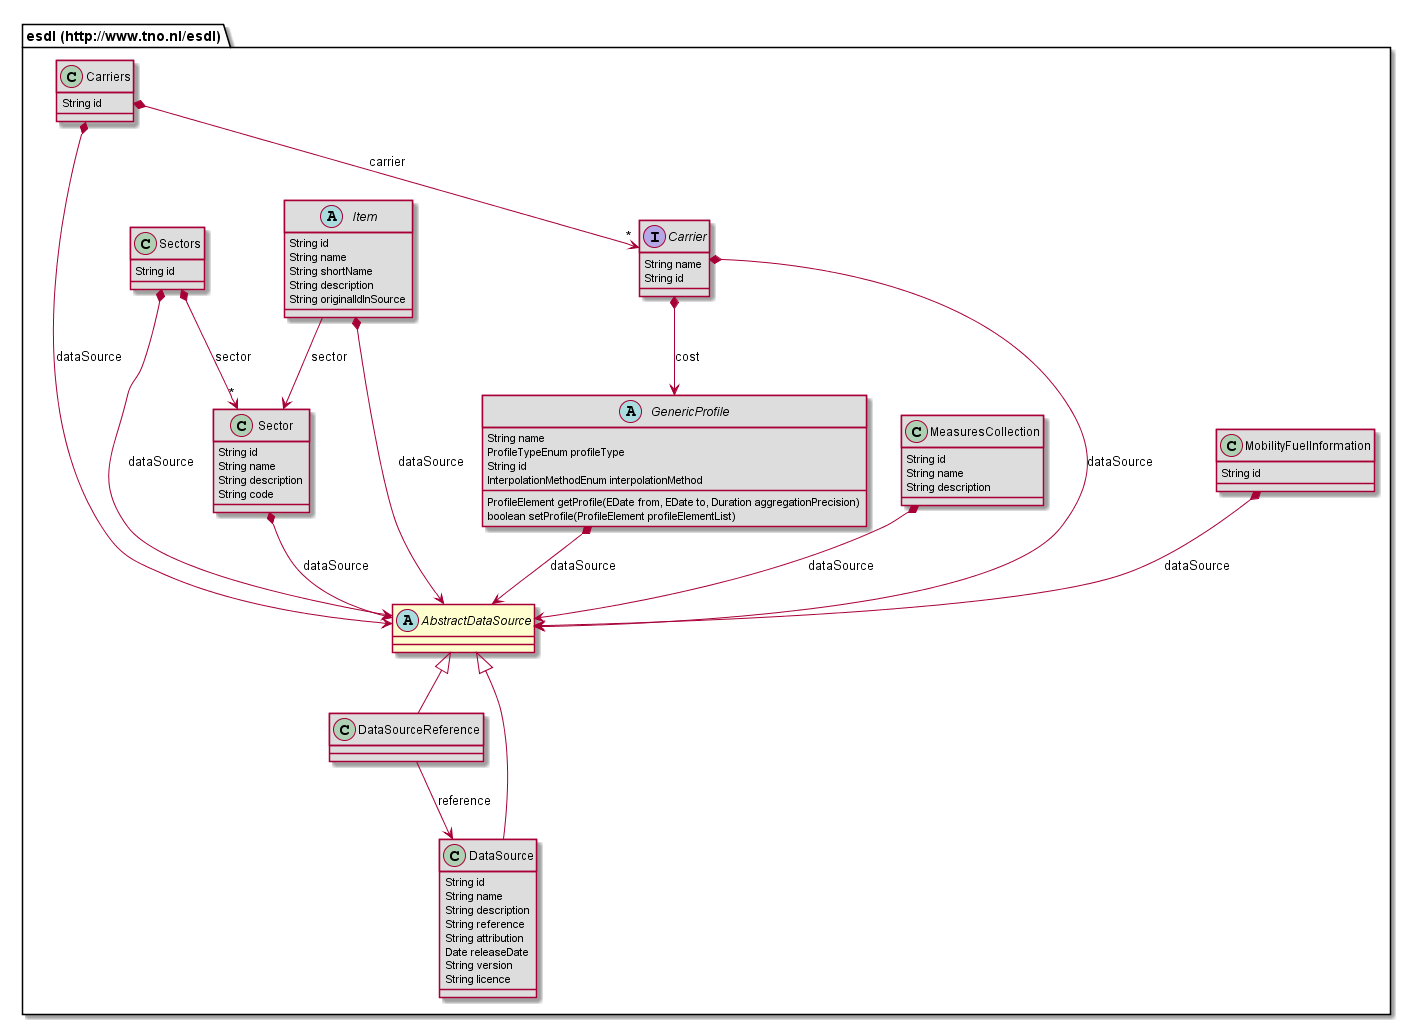 esdl (http://www.tno.nl/esdl)
C Carriers
String id
carrier
A Item
String id
String name
String shortName
String description
String originalIdInSource
C Sectors
String id
*
I Carrier
String name
String id
dataSource
sector
*
sector
cost
C Sector
String id
String name
String description
String code
A GenericProfile
String name
ProfileTypeEnum profileType
String id
InterpolationMethodEnum interpolationMethod
ProfileElement getProfile(EDate from, EDate to, Duration aggregationPrecision)
boolean setProfile(ProfileElement profileElementList)
C MeasuresCollection
String id
String name
String description
C MobilityFuelInformation
String id
dataSource
dataSource
dataSource
dataSource
dataSource
dataSource
dataSource
A AbstractDataSource
C DataSourceReference
reference
C DataSource
String id
String name
String description
String reference
String attribution
Date releaseDate
String version
String licence